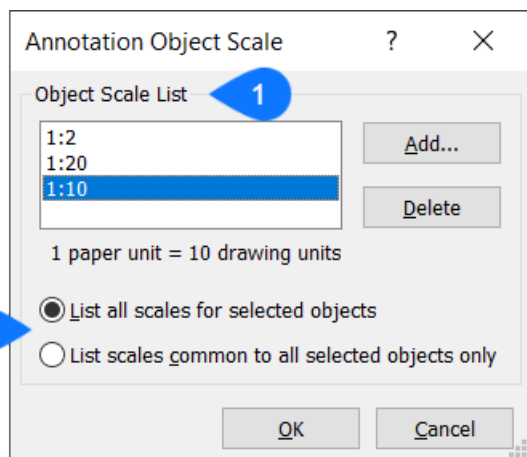 Annotation Object Scale ?
Object Scale List 1
1:2
1:20
1:10
Add...
Delete
1 paper unit = 10 drawing units
List all scales for selected objects
List scales common to all selected objects only
OK Cancel